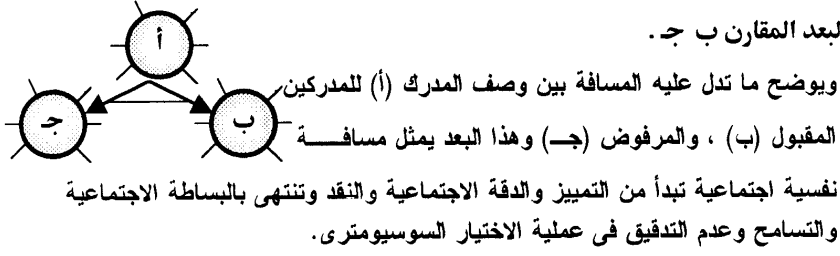 لبعد المقارن ب جـ .
ويوضح ما تدل عليه المسافة بين وصف المدرك (أ) للمدركين
المقبول (ب) ، والمرفوض (جـ) وهذا البعد يمثل مسافة
نفسية اجتماعية تبدأ من التمييز والدقة الاجتماعية والنقد وتنتهى بالبساطة الاجتماعية
والتسامح وعدم التدقيق فى عملية الاختيار السوسيومترى.
أ
ب
جـ